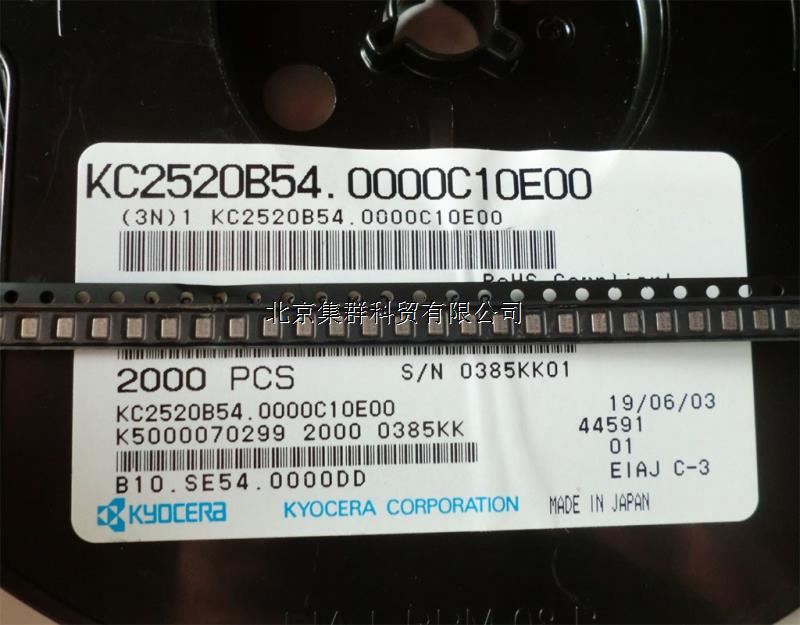 KC2520B54.0000C10E00
(3N)1 KC2520B54.0000C10E00
RoHS Compliant
北京集群科贸有限公司
2000 PCS S/N 0385KK01
KC2520B54.0000C10E00 19/06/03
K5000070299 2000 0385KK 44591
01
B10.SE54.0000DD EIAJ C-3
KYOCERA KYOCERA CORPORATION MADE IN JAPAN